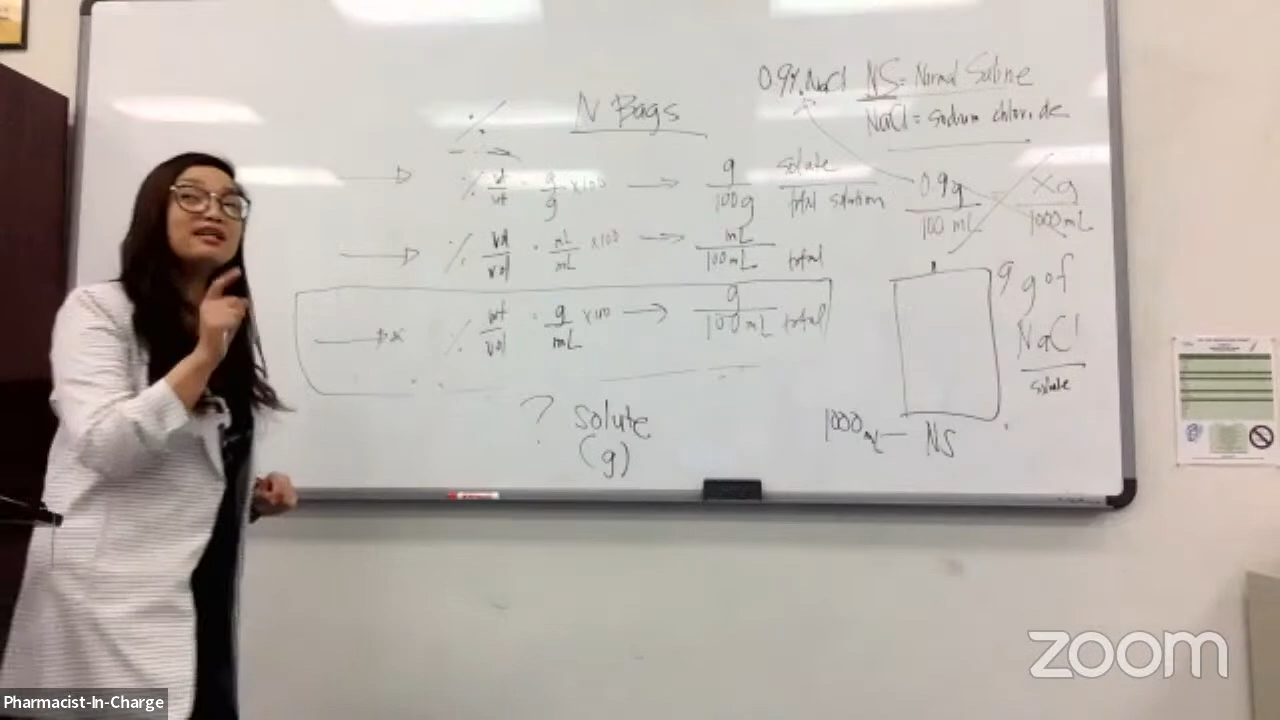 0.9% NaCl NS = Normal Saline
NaCl = sodium chloride
% IV Bags
% wt/wt = g/g x100 → g/100g solute/total solution
0.9g/100 mL Xg/1000mL
% vol/vol = mL/mL x100 → mL/100mL total
% wt/vol = g/mL x100 → g/100mL total
9 g of
NaCl
solute
? solute
(g)
1000 mL NS
zoom
Pharmacist-In-Charge